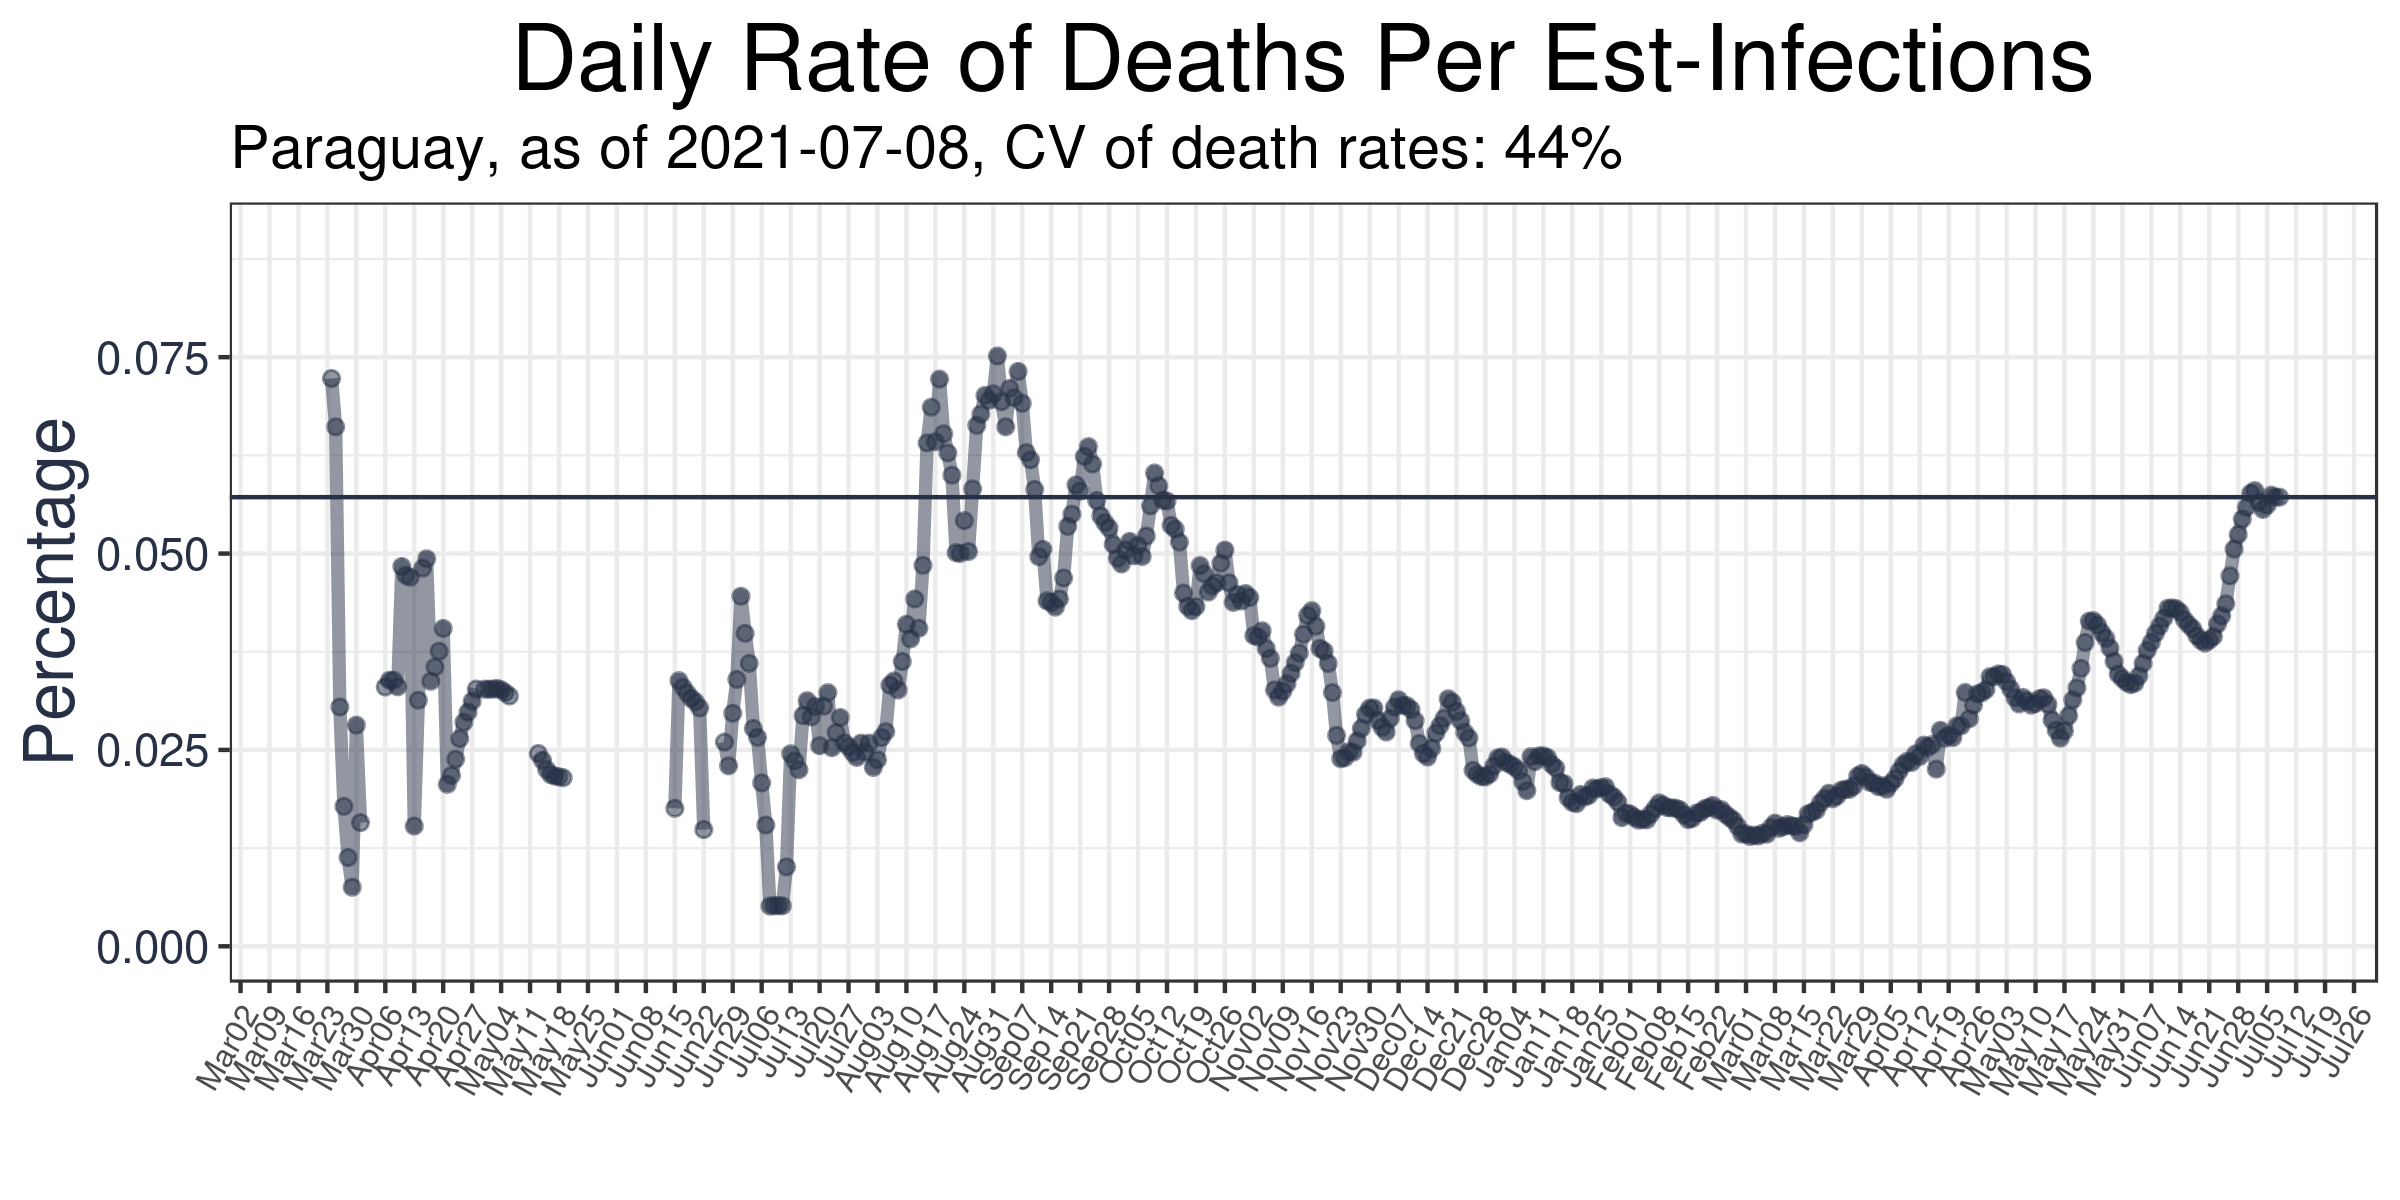 Daily Rate of Deaths Per Est-Infections
Paraguay, as of 2021-07-08, CV of death rates: 44%
Percentage
0.075
0.050
0.025
0.000
Mar02
Mar09
Mar16
Mar23
Mar30
Apr06
Apr13
Apr20
Apr27
May04
May11
May18
May25
Jun01
Jun08
Jun15
Jun22
Jun29
Jul06
Jul13
Jul20
Jul27
Aug03
Aug10
Aug17
Aug24
Aug31
Sep07
Sep14
Sep21
Sep28
Oct05
Oct12
Oct19
Oct26
Nov02
Nov09
Nov16
Nov23
Nov30
Dec07
Dec14
Dec21
Dec28
Jan04
Jan11
Jan18
Jan25
Feb01
Feb08
Feb15
Feb22
Mar01
Mar08
Mar15
Mar22
Mar29
Apr05
Apr12
Apr19
Apr26
May03
May10
May17
May24
May31
Jun07
Jun14
Jun21
Jun28
Jul05
Jul12
Jul19
Jul26